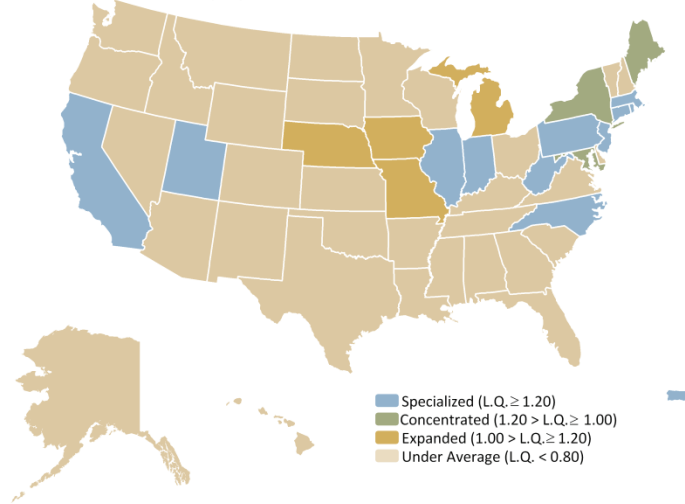 Specialized (L.Q. ≥ 1.20)
Concentrated (1.20 > L.Q. ≥ 1.00)
Expanded (1.00 > L.Q. ≥ 1.20)
Under Average (L.Q. < 0.80)